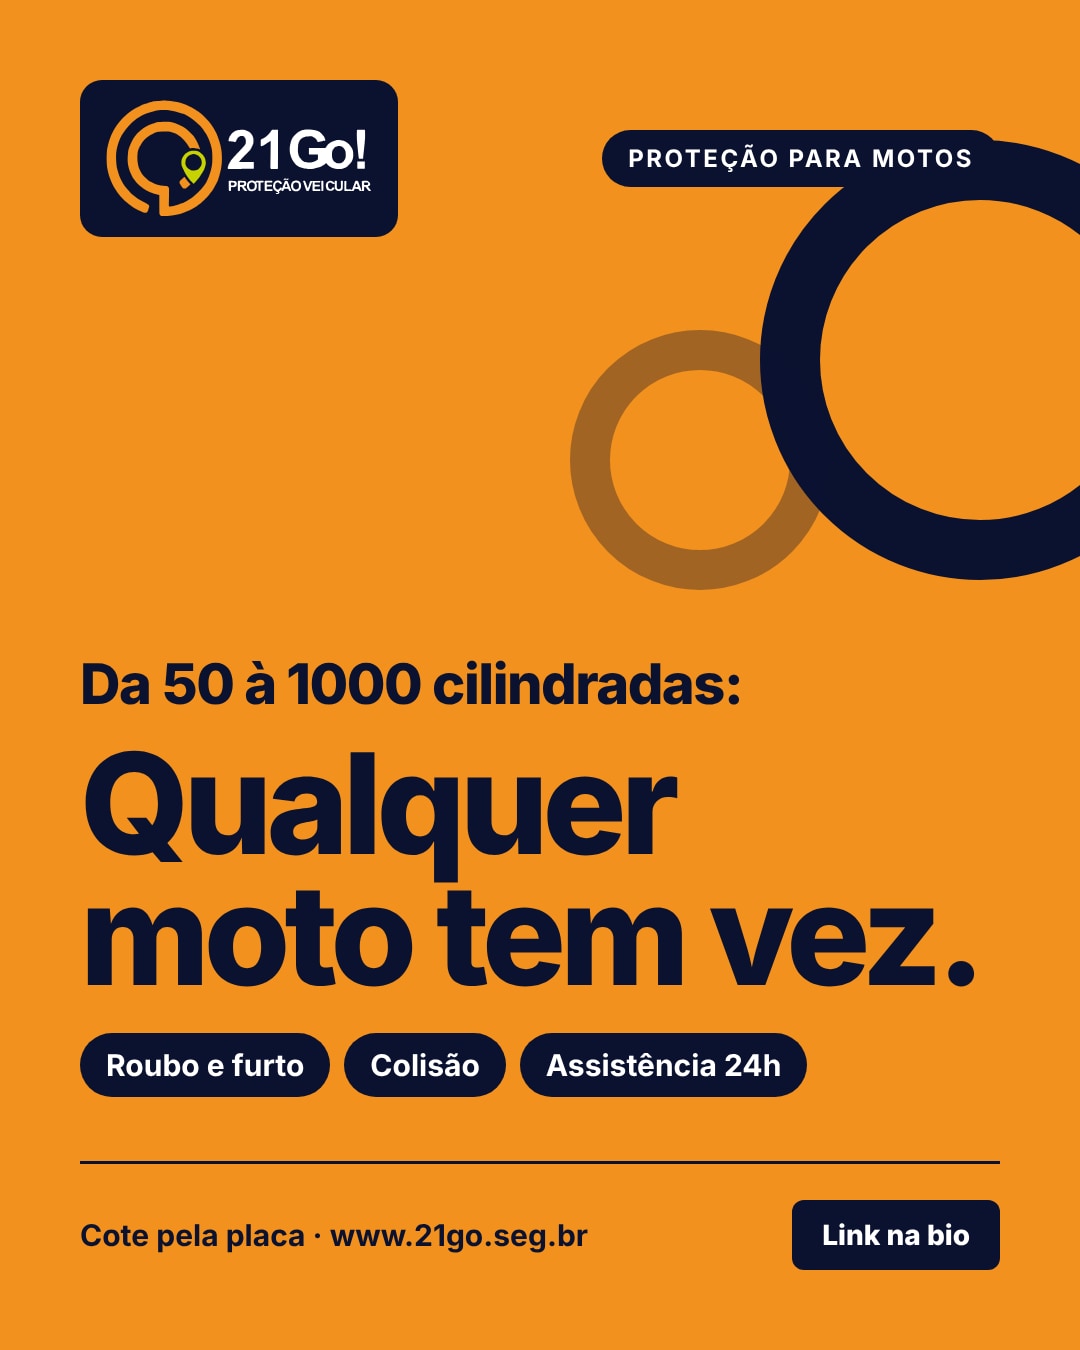 21Go!
PROTEÇÃO VEICULAR
PROTEÇÃO PARA MOTOS
Da 50 à 1000 cilindradas:
Qualquer
moto tem vez.
Roubo e furto
Colisão
Assistência 24h
Cote pela placa · www.21go.seg.br
Link na bio